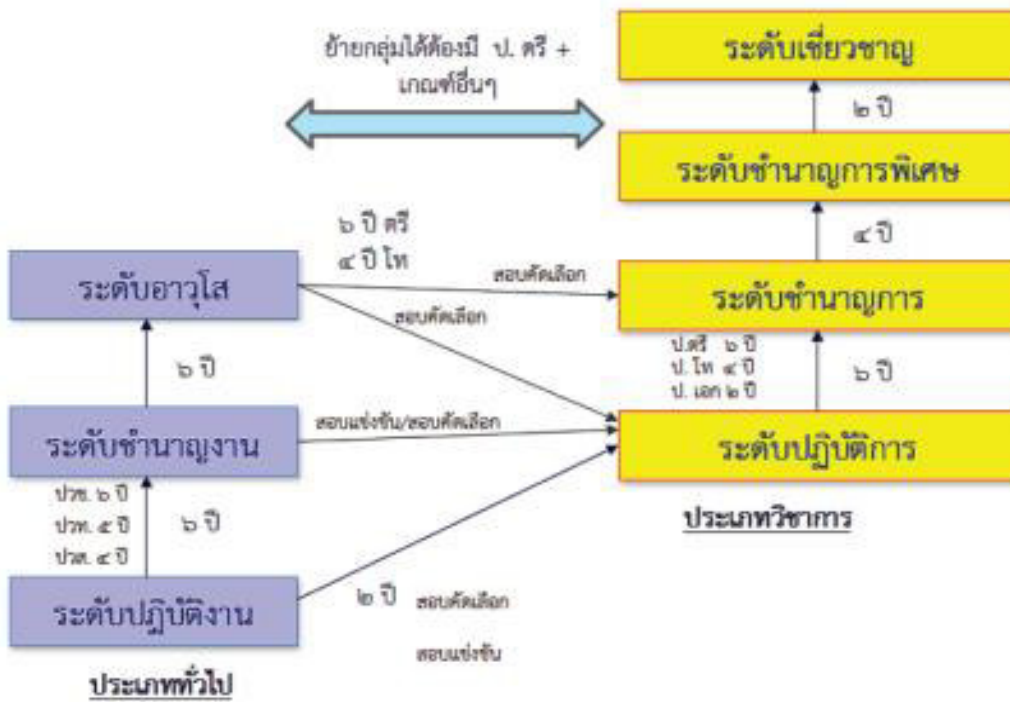 ย้ายกลุ่มได้ต้องมี ป. ตรี +
เกณฑ์อื่นๆ
ระดับเชี่ยวชาญ
๒ ปี
ระดับชำนาญการพิเศษ
๔ ปี
๖ ปี ตรี
๔ ปี โท
ระดับอาวุโส
สอบคัดเลือก
ระดับชำนาญการ
สอบคัดเลือก
ป.ตรี ๖ ปี
ป. โท ๔ ปี
ป. เอก ๒ ปี
๖ ปี
๖ ปี
ระดับชำนาญงาน
สอบแข่งขัน/สอบคัดเลือก
ระดับปฏิบัติการ
ประเภทวิชาการ
ปวช. ๖ ปี
ปวท. ๕ ปี
ปวส. ๔ ปี
๖ ปี
ระดับปฏิบัติงาน
๒ ปี สอบคัดเลือก
สอบแข่งขัน
ประเภททั่วไป